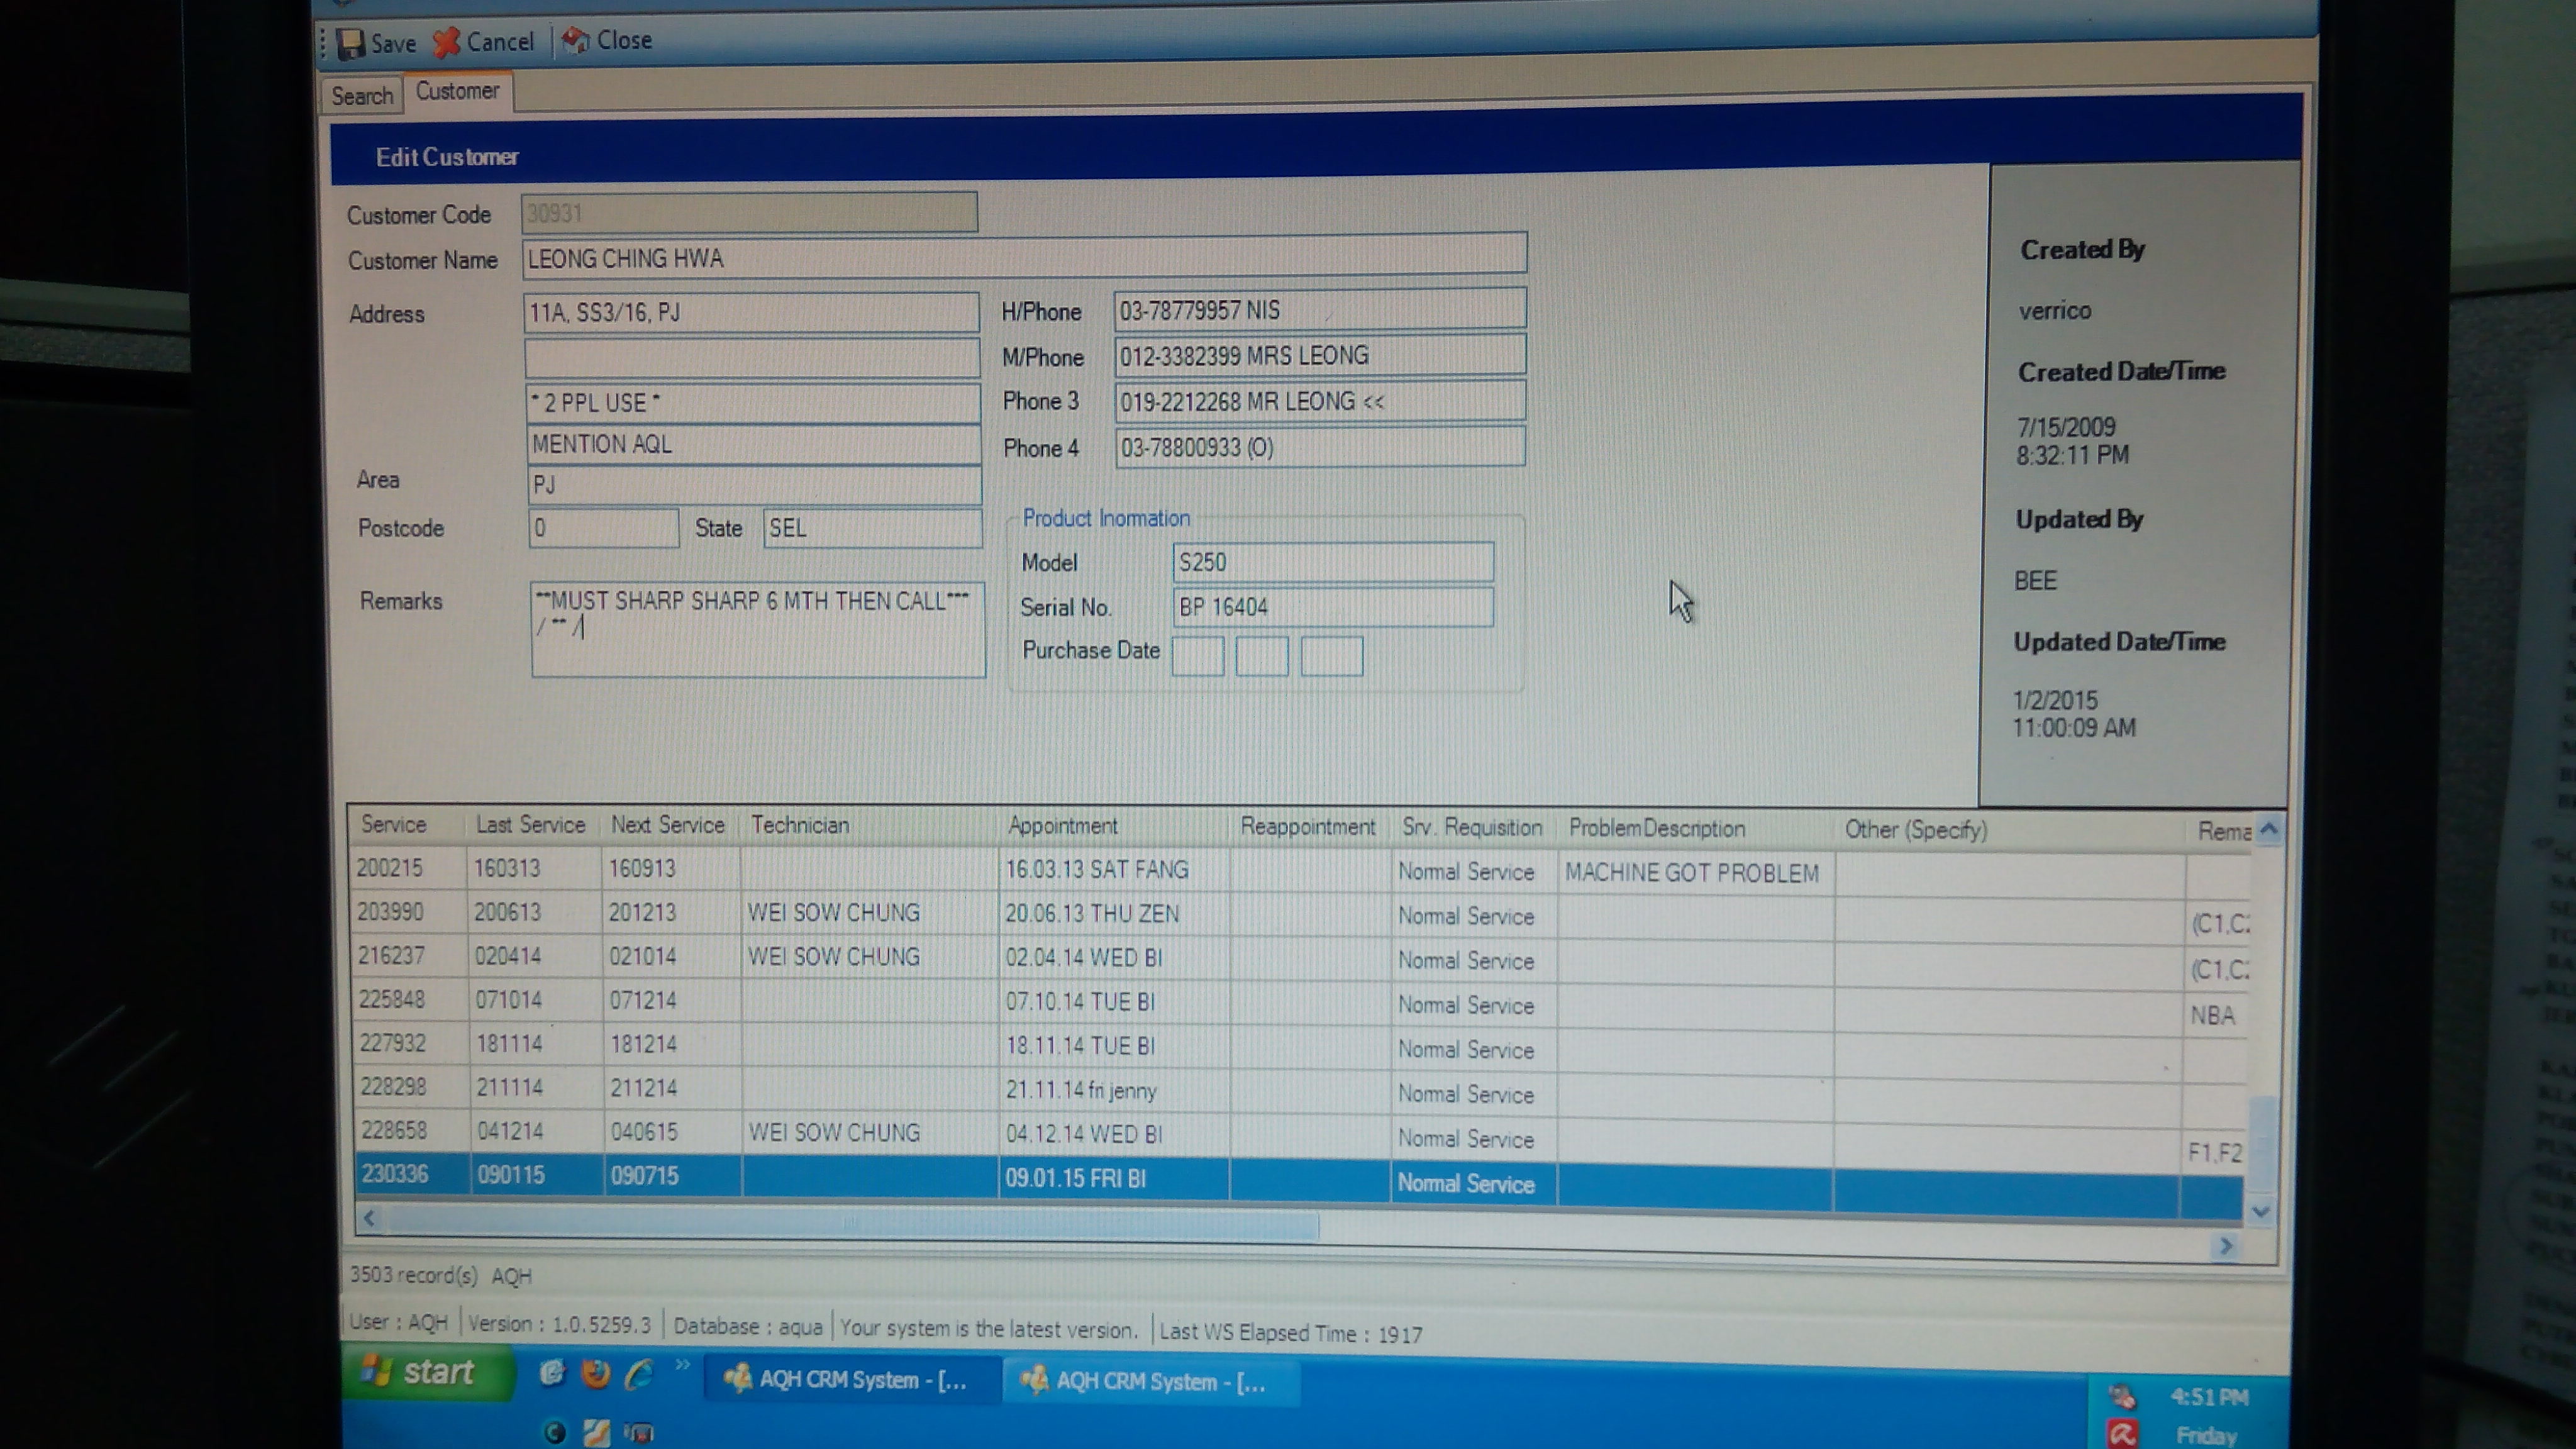 Save Cancel Close
Search Customer
Edit Customer
Customer Code 30931
Customer Name LEONG CHING HWA
Address 11A, SS3/16, PJ
* 2 PPL USE *
MENTION AQL
Area PJ
Postcode 0 State SEL
Remarks **MUST SHARP SHARP 6 MTH THEN CALL***
/ ** /
H/Phone 03-78779957 NIS
M/Phone 012-3382399 MRS LEONG
Phone 3 019-2212268 MR LEONG <<
Phone 4 03-78800933 (O)
Product Inormation
Model S250
Serial No. BP 16404
Purchase Date
Created By
verrico
Created Date/Time
7/15/2009
8:32:11 PM
Updated By
BEE
Updated Date/Time
1/2/2015
11:00:09 AM
Service Last Service Next Service Technician Appointment Reappointment Srv. Requisition Problem Description Other (Specify) Rema
200215 160313 160913 16.03.13 SAT FANG Normal Service MACHINE GOT PROBLEM
203990 200613 201213 WEI SOW CHUNG 20.06.13 THU ZEN Normal Service (C1,C2
216237 020414 021014 WEI SOW CHUNG 02.04.14 WED BI Normal Service (C1,C2
225848 071014 071214 07.10.14 TUE BI Normal Service NBA
227932 181114 181214 18.11.14 TUE BI Normal Service
228298 211114 211214 21.11.14 fri jenny Normal Service
228658 041214 040615 WEI SOW CHUNG 04.12.14 WED BI Normal Service F1,F2
230336 090115 090715 09.01.15 FRI BI Normal Service
3503 record(s) AQH
User : AQH Version : 1.0.5259.3 Database : aqua Your system is the latest version. Last WS Elapsed Time : 1917
start AQH CRM System - [... AQH CRM System - [... 4:51 PM
Friday